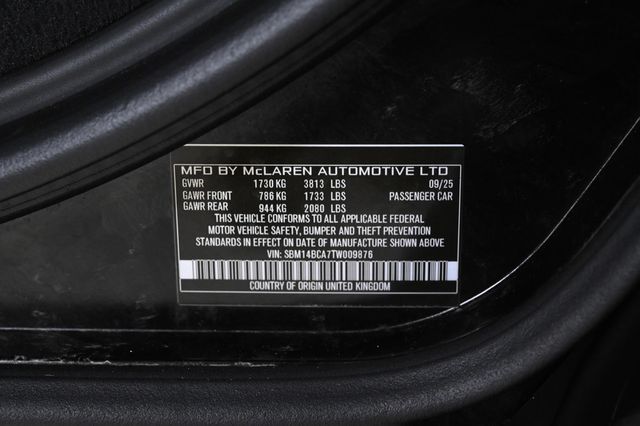 MFD BY McLAREN AUTOMOTIVE LTD
GVWR 1730 KG 3813 LBS 09/25
GAWR FRONT 786 KG 1733 LBS PASSENGER CAR
GAWR REAR 944 KG 2080 LBS
THIS VEHICLE CONFORMS TO ALL APPLICABLE FEDERAL
MOTOR VEHICLE SAFETY, BUMPER AND THEFT PREVENTION
STANDARDS IN EFFECT ON DATE OF MANUFACTURE SHOWN ABOVE
VIN: SBM14BCA7TW009876
COUNTRY OF ORIGIN UNITED KINGDOM